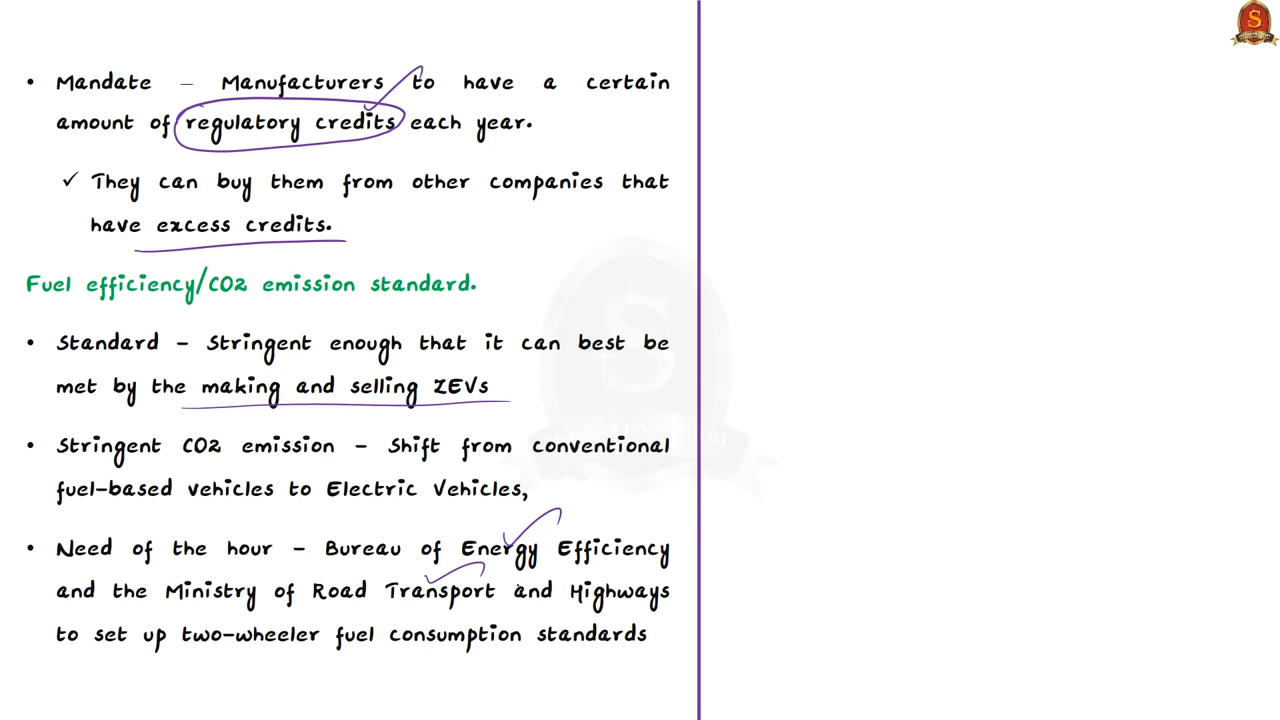 • Mandate – Manufacturers to have a certain
amount of regulatory credits each year.
✓ They can buy them from other companies that
have excess credits.
Fuel efficiency/CO2 emission standard.
• Standard – Stringent enough that it can best be
met by the making and selling ZEVs
• Stringent CO2 emission – Shift from conventional
fuel-based vehicles to Electric Vehicles,
• Need of the hour – Bureau of Energy Efficiency
and the Ministry of Road Transport and Highways
to set up two-wheeler fuel consumption standards